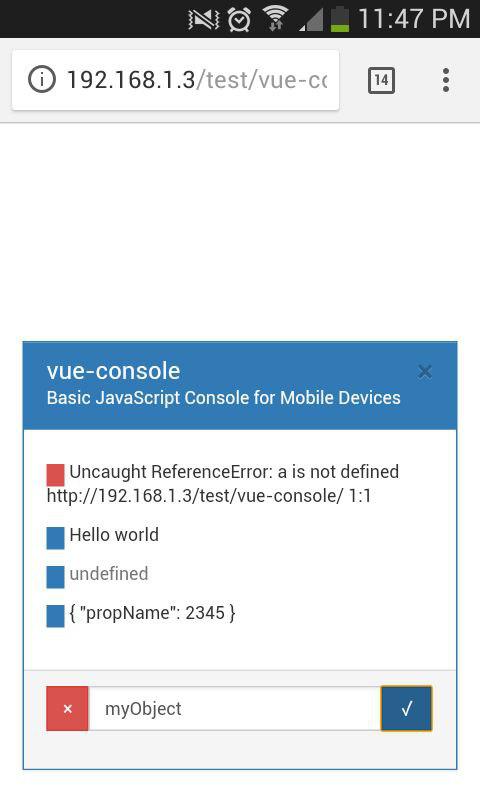 11:47 PM
192.168.1.3/test/vue-co
14
vue-console
×
Basic JavaScript Console for Mobile Devices
Uncaught ReferenceError: a is not defined
http://192.168.1.3/test/vue-console/ 1:1
Hello world
undefined
{ "propName": 2345 }
× myObject √